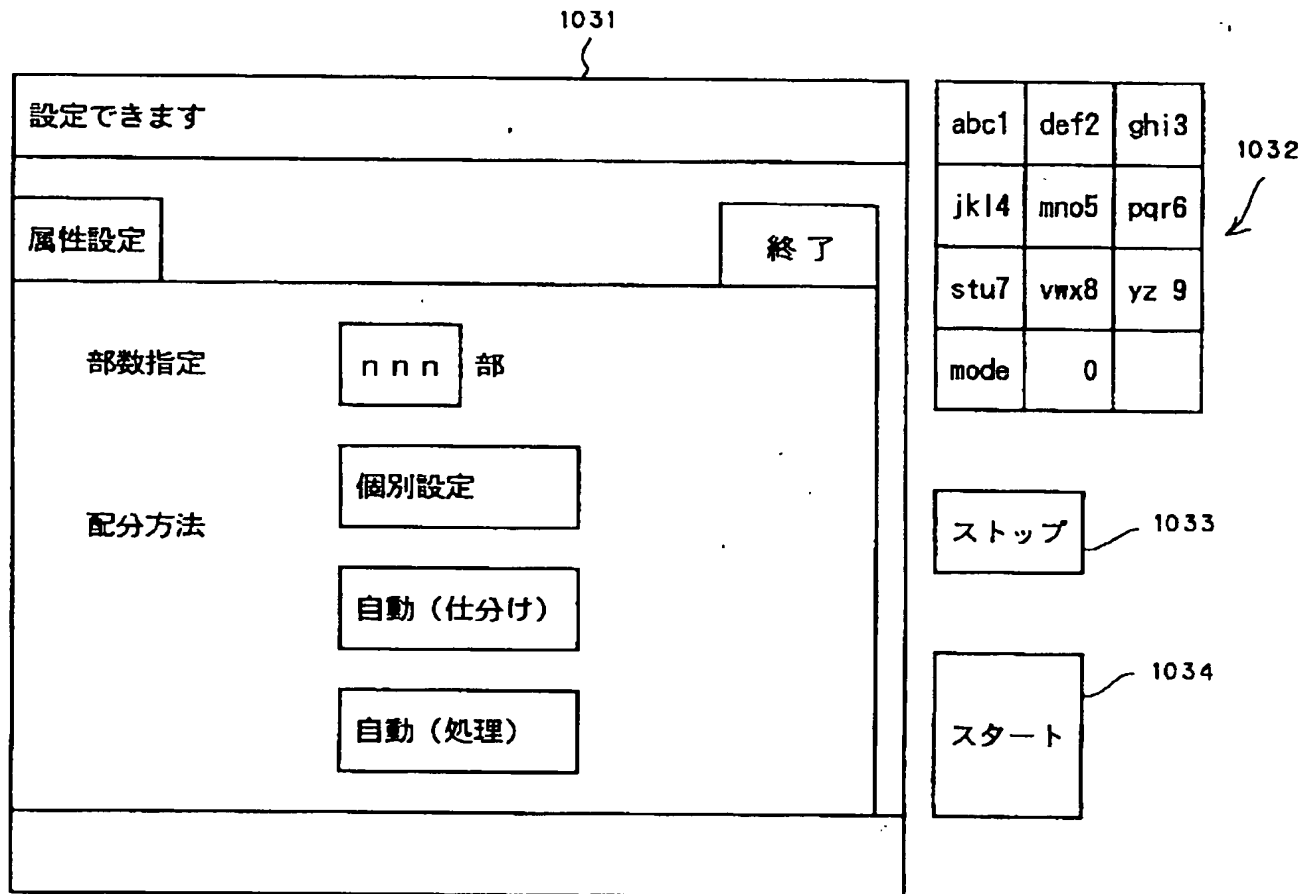 1031
設定できます
属性設定
終了
部数指定
nnn 部
配分方法
個別設定
自動(仕分け)
自動(処理)
abc1 def2 ghi3
jkl4 mno5 pqr6
stu7 vwx8 yz 9
mode 0
1032
ストップ
1033
スタート
1034